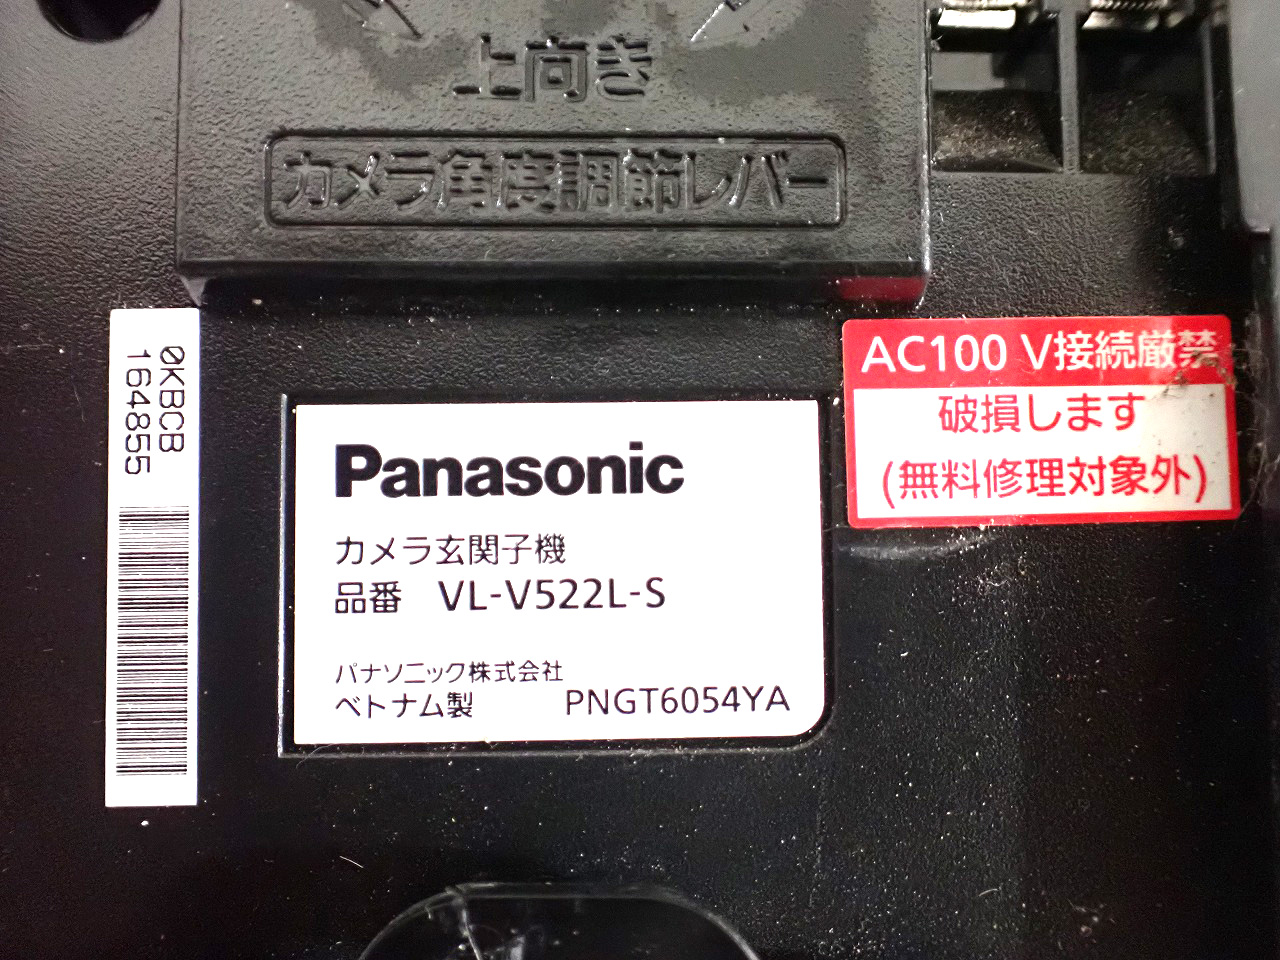 上向き
カメラ角度調節レバー
AC100 V接続厳禁
破損します
(無料修理対象外)
0KBCB
164855
Panasonic
カメラ玄関子機
品番 VL-V522L-S
パナソニック株式会社
ベトナム製 PNGT6054YA